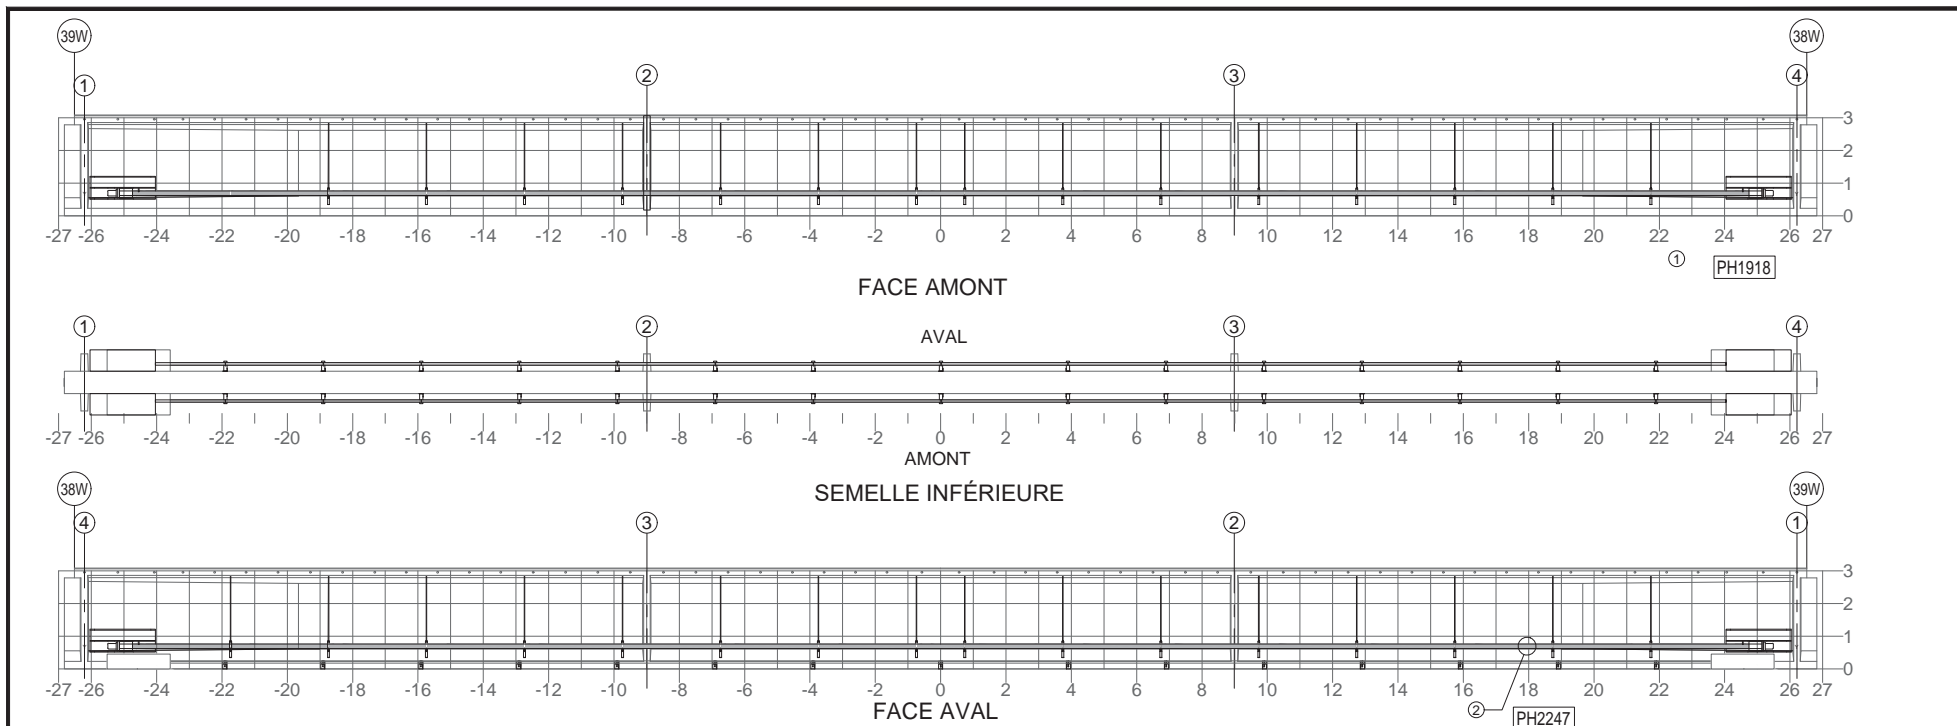 39W 38W
1 2 3 4
3
2
1
0
-27 -26 -24 -22 -20 -18 -16 -14 -12 -10 -8 -6 -4 -2 0 2 4 6 8 10 12 14 16 18 20 22 24 26 27
1 PH1918
FACE AMONT
1 2 AVAL 3 4
-27 -26 -24 -22 -20 -18 -16 -14 -12 -10 -8 -6 -4 -2 0 2 4 6 8 10 12 14 16 18 20 22 24 26 27
AMONT
SEMELLE INFÉRIEURE
38W 39W
4 3 2 1
3
2
1
0
-27 -26 -24 -22 -20 -18 -16 -14 -12 -10 -8 -6 -4 -2 0 2 4 6 8 10 12 14 16 18 20 22 24 26 27
FACE AVAL
2 PH2247